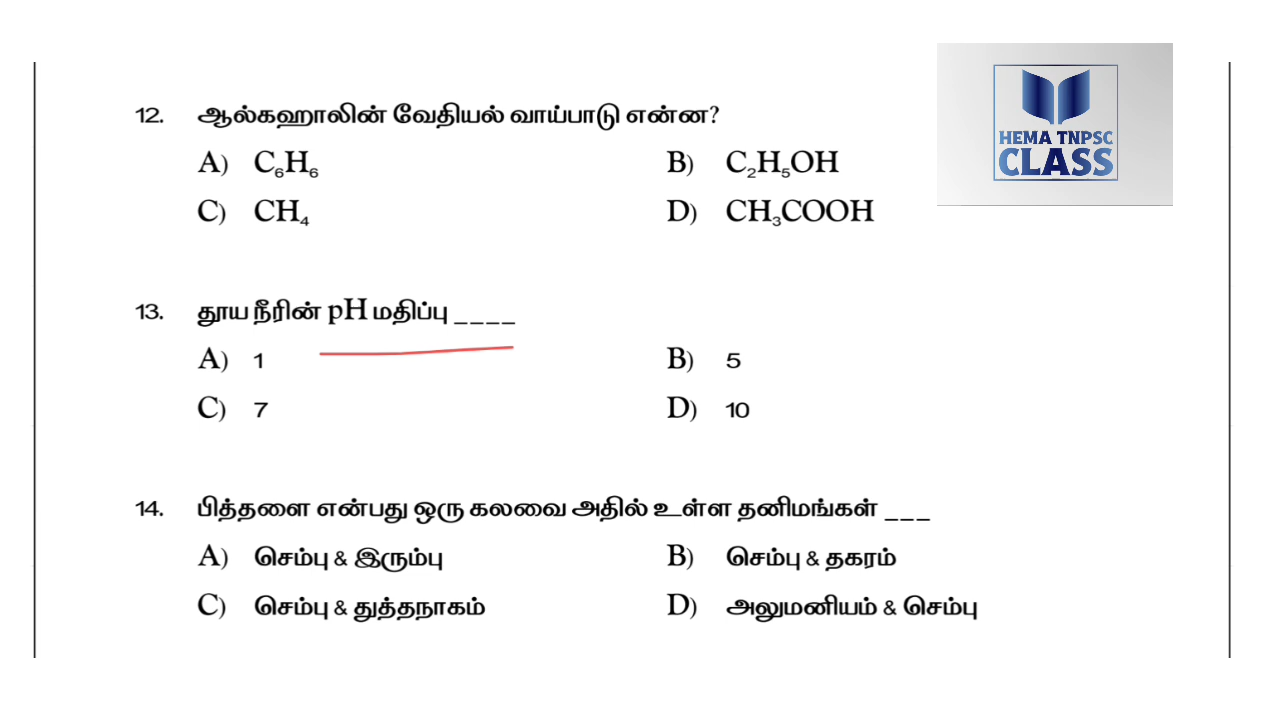 12. ஆல்கஹாலின் வேதியல் வாய்பாடு என்ன?
A) C₆H₆ B) C₂H₅OH
C) CH₄ D) CH₃COOH
HEMA TNPSC
CLASS
13. தூய நீரின் pH மதிப்பு ____
A) 1 B) 5
C) 7 D) 10
14. பித்தளை என்பது ஒரு கலவை அதில் உள்ள தனிமங்கள் ___
A) செம்பு & இரும்பு B) செம்பு & தகரம்
C) செம்பு & துத்தநாகம் D) அலுமனியம் & செம்பு